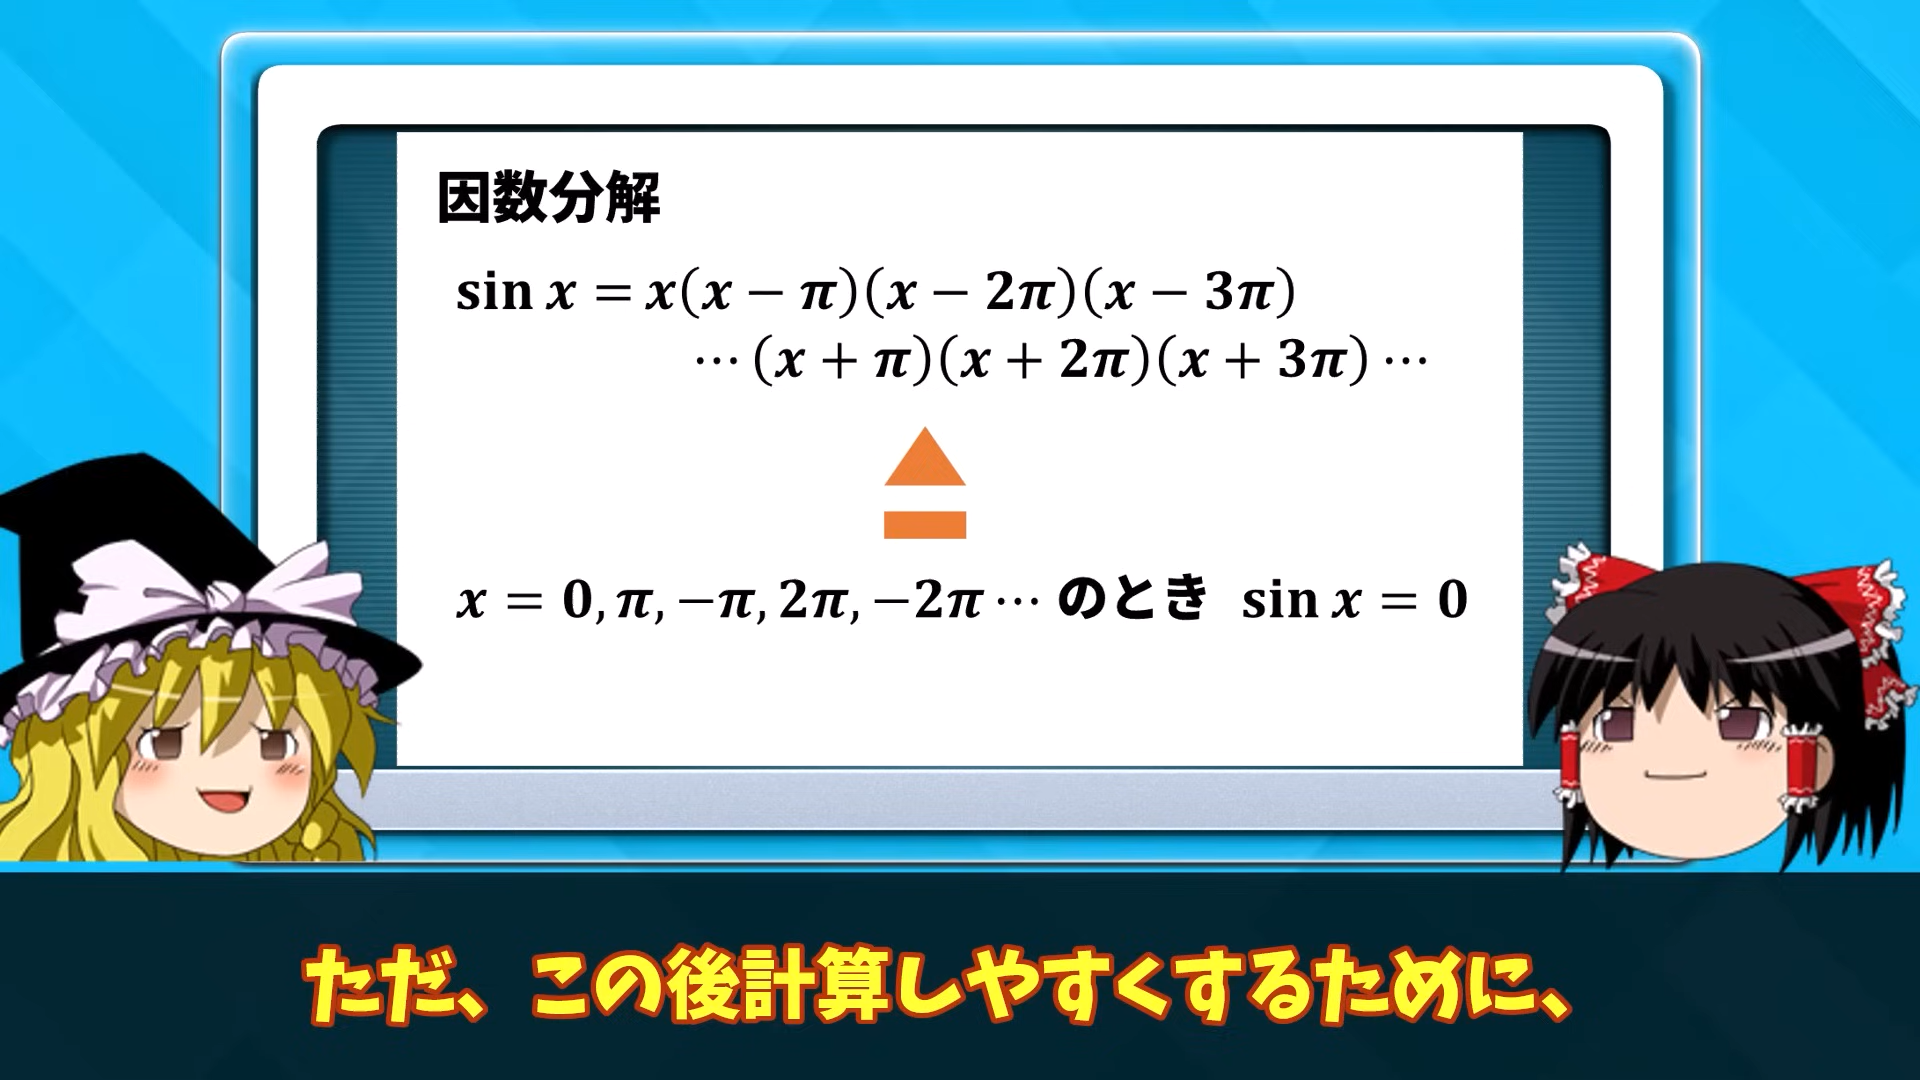 因数分解
sin x = x(x − π)(x − 2π)(x − 3π)
⋯(x + π)(x + 2π)(x + 3π)⋯
x = 0, π, −π, 2π, −2π ⋯ のとき sin x = 0
ただ、この後計算しやすくするために、